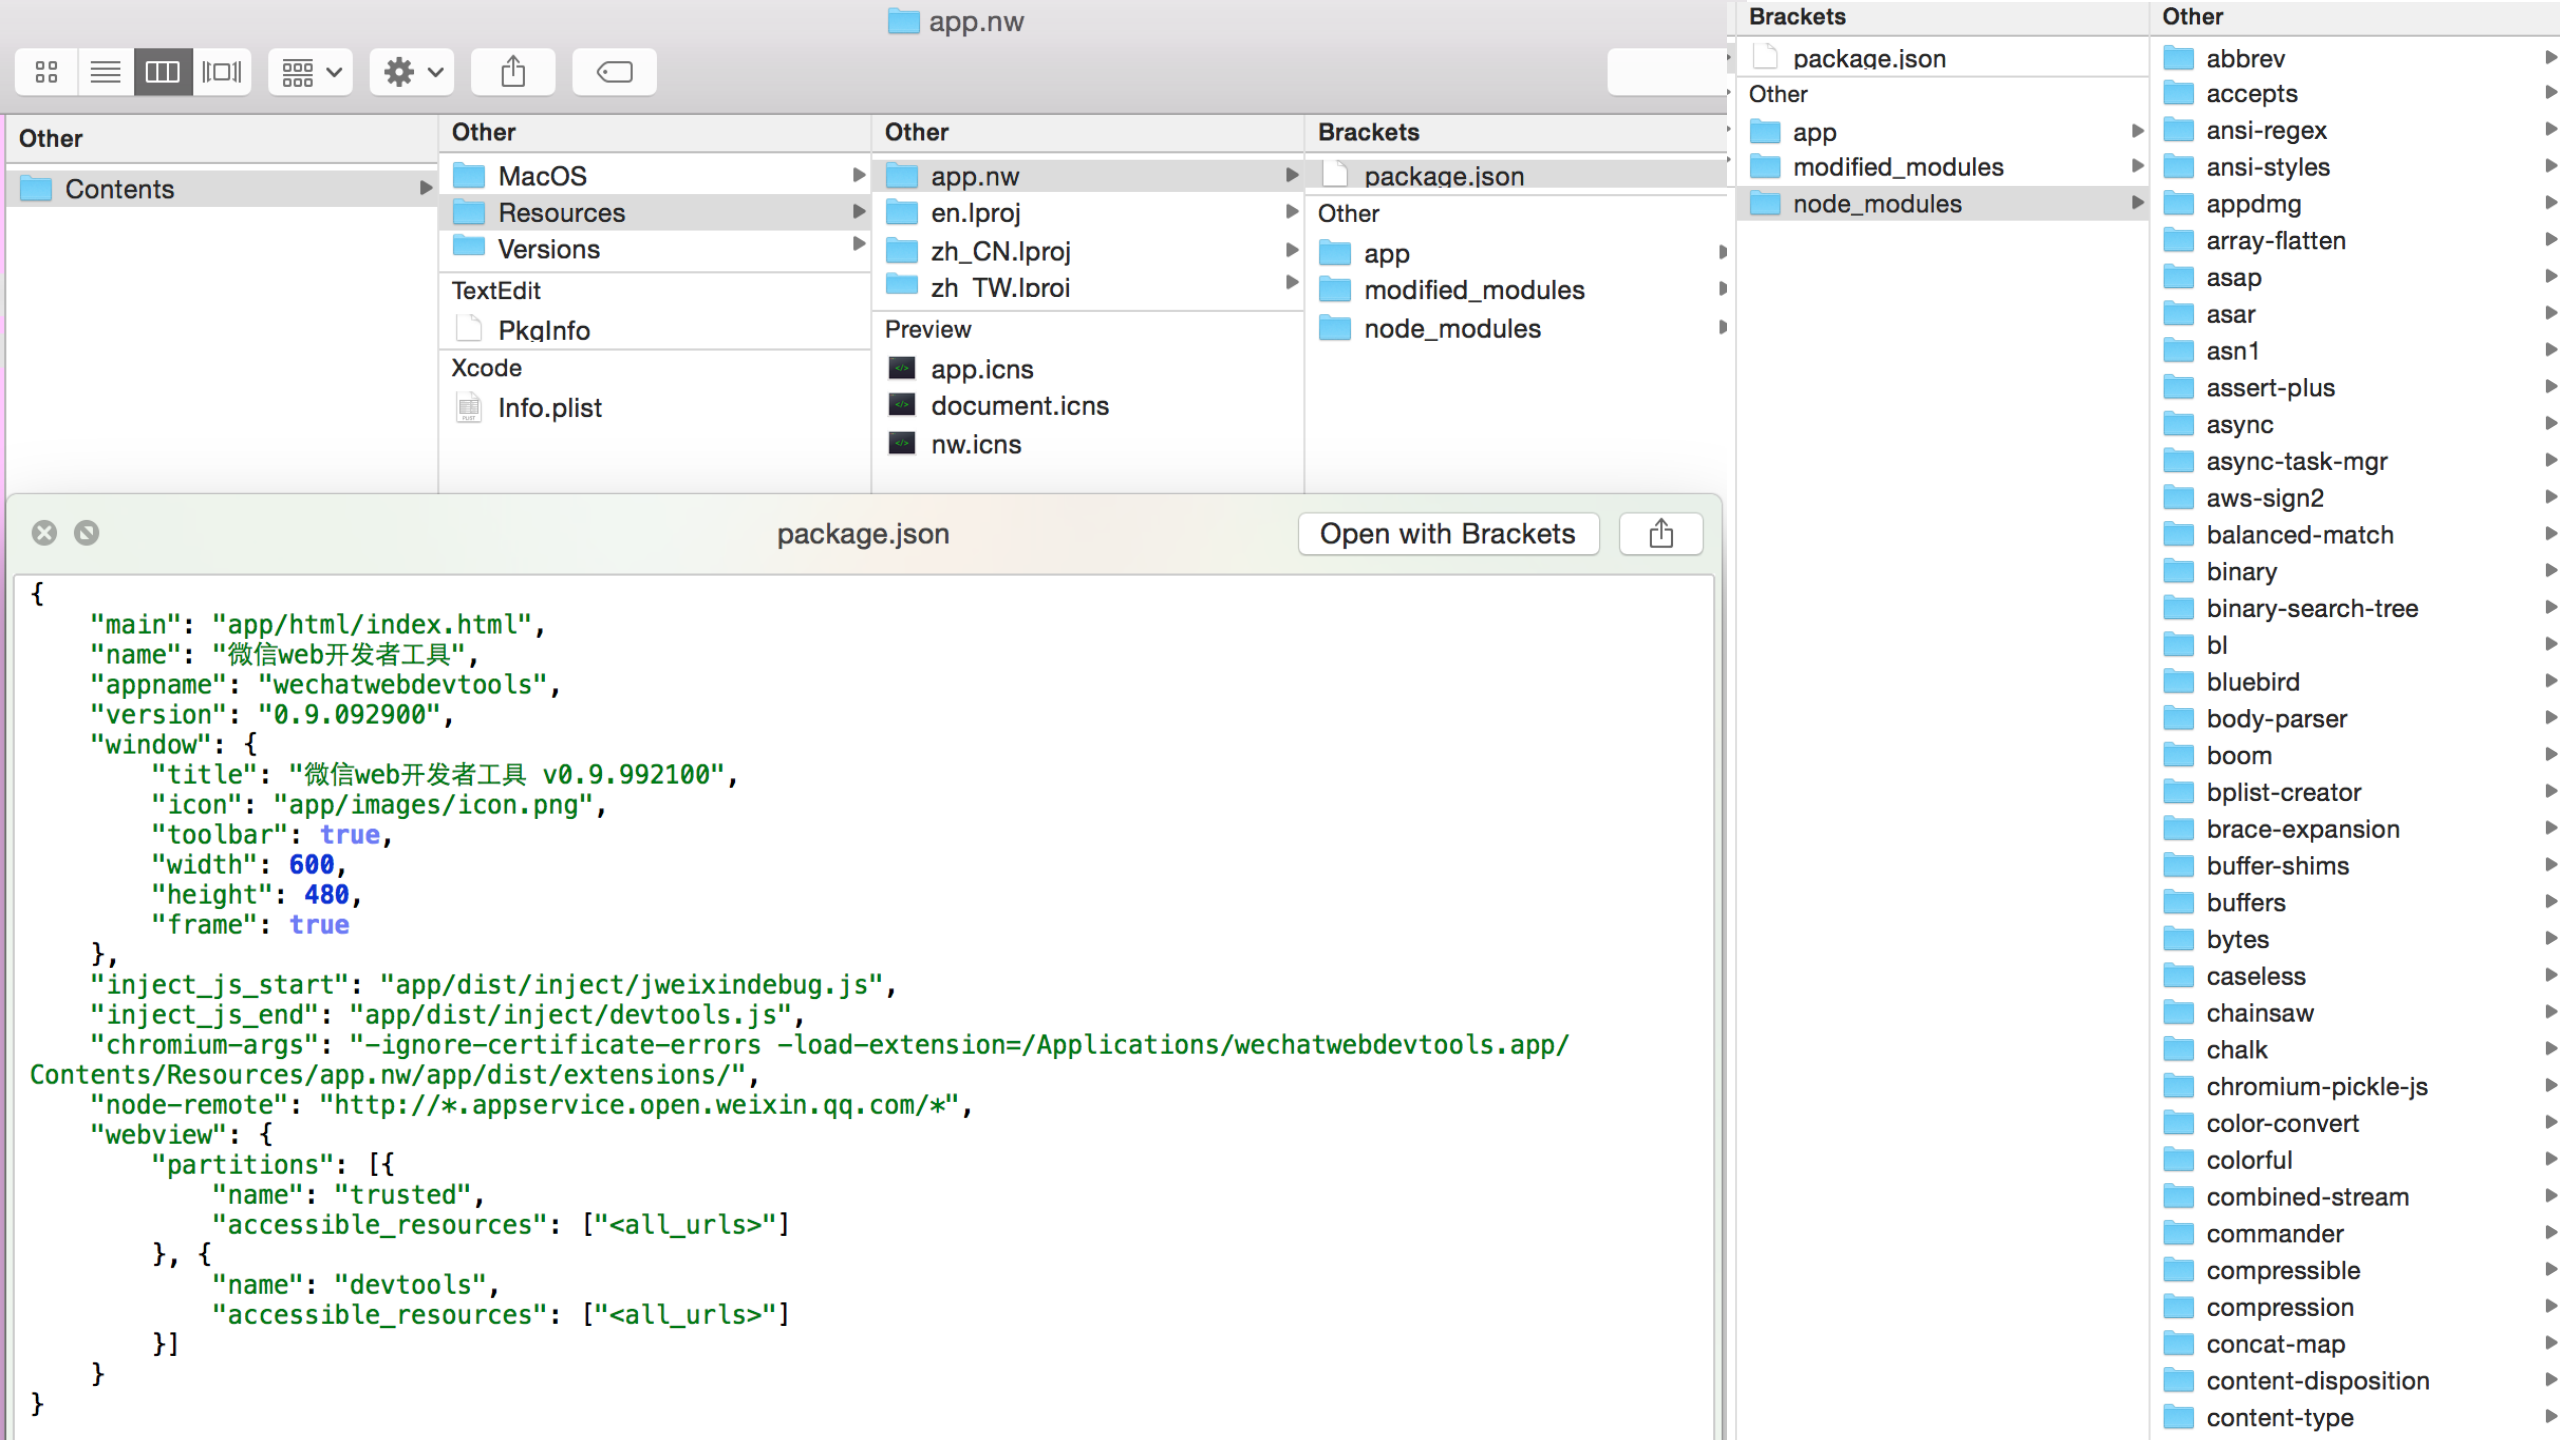 app.nw
Other
Contents
Other
MacOS
Resources
Versions
TextEdit
PkgInfo
Xcode
Info.plist
Other
app.nw
en.lproj
zh_CN.lproj
zh_TW.lproj
Preview
app.icns
document.icns
nw.icns
Brackets
package.json
Other
app
modified_modules
node_modules
package.json
Open with Brackets
{
"main": "app/html/index.html",
"name": "微信web开发者工具",
"appname": "wechatwebdevtools",
"version": "0.9.092900",
"window": {
"title": "微信web开发者工具 v0.9.992100",
"icon": "app/images/icon.png",
"toolbar": true,
"width": 600,
"height": 480,
"frame": true
},
"inject_js_start": "app/dist/inject/jweixindebug.js",
"inject_js_end": "app/dist/inject/devtools.js",
"chromium-args": "-ignore-certificate-errors -load-extension=/Applications/wechatwebdevtools.app/
Contents/Resources/app.nw/app/dist/extensions/",
"node-remote": "http://*.appservice.open.weixin.qq.com/*",
"webview": {
"partitions": [{
"name": "trusted",
"accessible_resources": ["<all_urls>"]
}, {
"name": "devtools",
"accessible_resources": ["<all_urls>"]
}]
}
}
Brackets
package.json
Other
app
modified_modules
node_modules
Other
abbrev
accepts
ansi-regex
ansi-styles
appdmg
array-flatten
asap
asar
asn1
assert-plus
async
async-task-mgr
aws-sign2
balanced-match
binary
binary-search-tree
bl
bluebird
body-parser
boom
bplist-creator
brace-expansion
buffer-shims
buffers
bytes
caseless
chainsaw
chalk
chromium-pickle-js
color-convert
colorful
combined-stream
commander
compressible
compression
concat-map
content-disposition
content-type